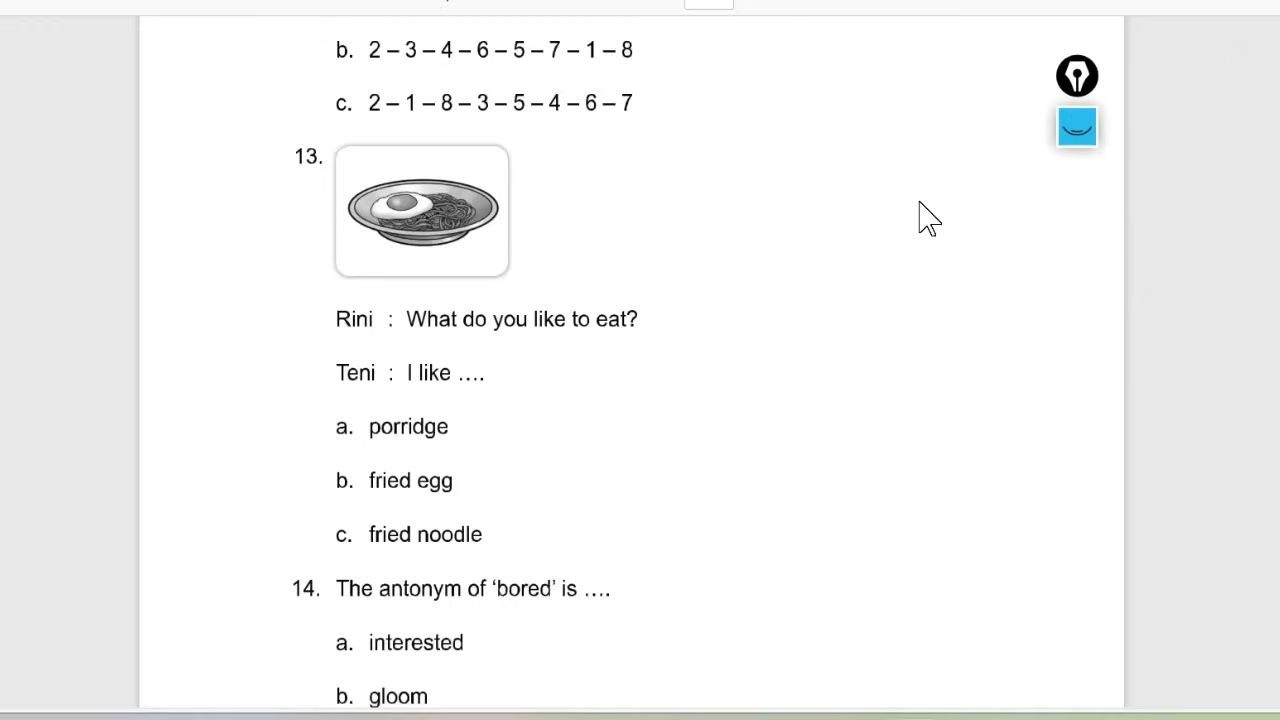 b. 2 – 3 – 4 – 6 – 5 – 7 – 1 – 8
c. 2 – 1 – 8 – 3 – 5 – 4 – 6 – 7
13.
Rini : What do you like to eat?
Teni : I like ….
a. porridge
b. fried egg
c. fried noodle
14. The antonym of ‘bored’ is ….
a. interested
b. gloom